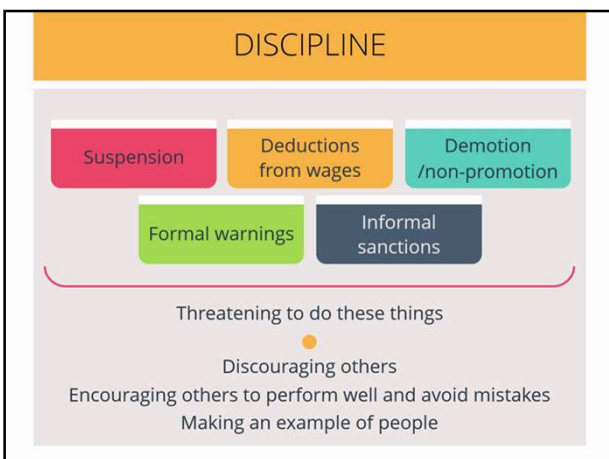 DISCIPLINE
Suspension
Deductions
from wages
Demotion
/non-promotion
Formal warnings
Informal
sanctions
Threatening to do these things
Discouraging others
Encouraging others to perform well and avoid mistakes
Making an example of people